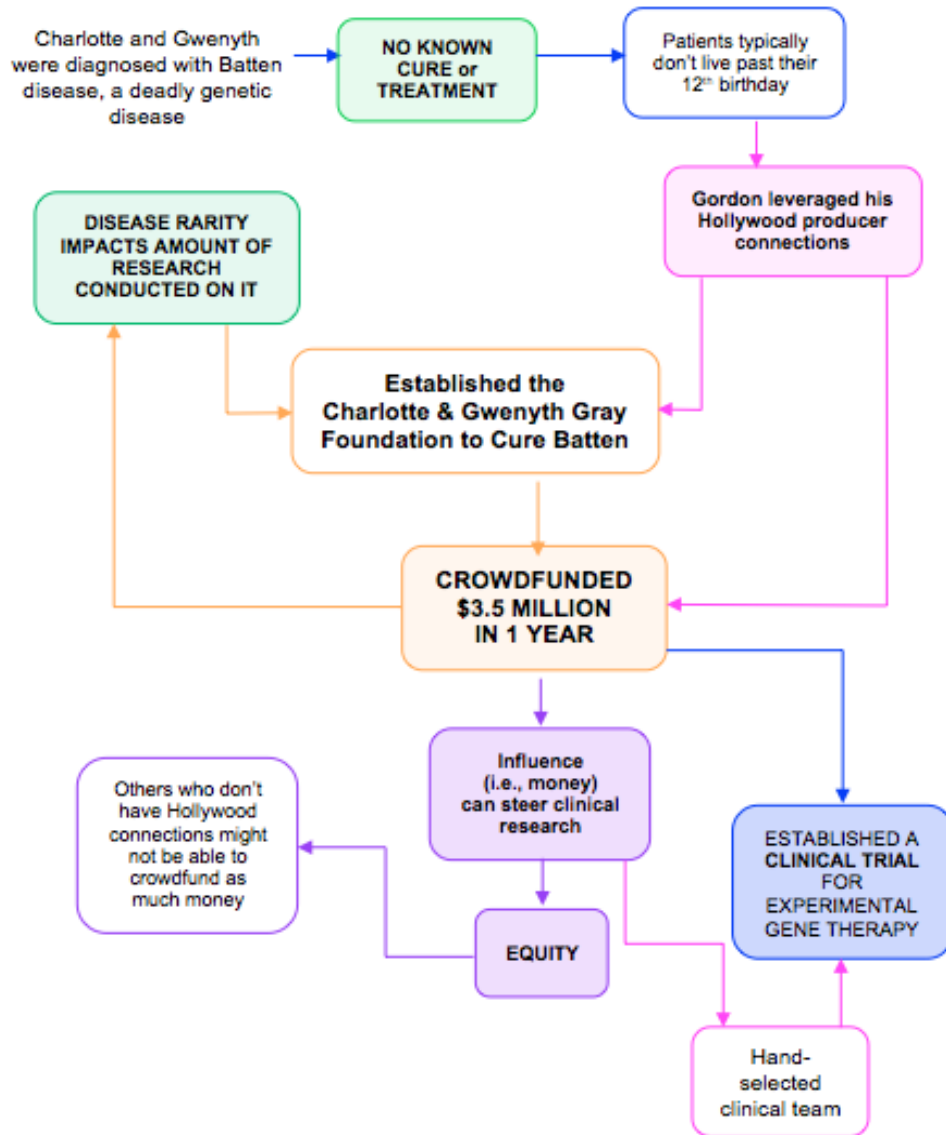 Charlotte and Gwenyth
were diagnosed with Batten
disease, a deadly genetic
disease
NO KNOWN
CURE or
TREATMENT
Patients typically
don’t live past their
12th birthday
Gordon leveraged his
Hollywood producer
connections
DISEASE RARITY
IMPACTS AMOUNT OF
RESEARCH
CONDUCTED ON IT
Established the
Charlotte & Gwenyth Gray
Foundation to Cure Batten
CROWDFUNDED
$3.5 MILLION
IN 1 YEAR
Influence
(i.e., money)
can steer clinical
research
Others who don’t
have Hollywood
connections might
not be able to
crowdfund as
much money
EQUITY
ESTABLISHED A
CLINICAL TRIAL
FOR
EXPERIMENTAL
GENE THERAPY
Hand-
selected
clinical team